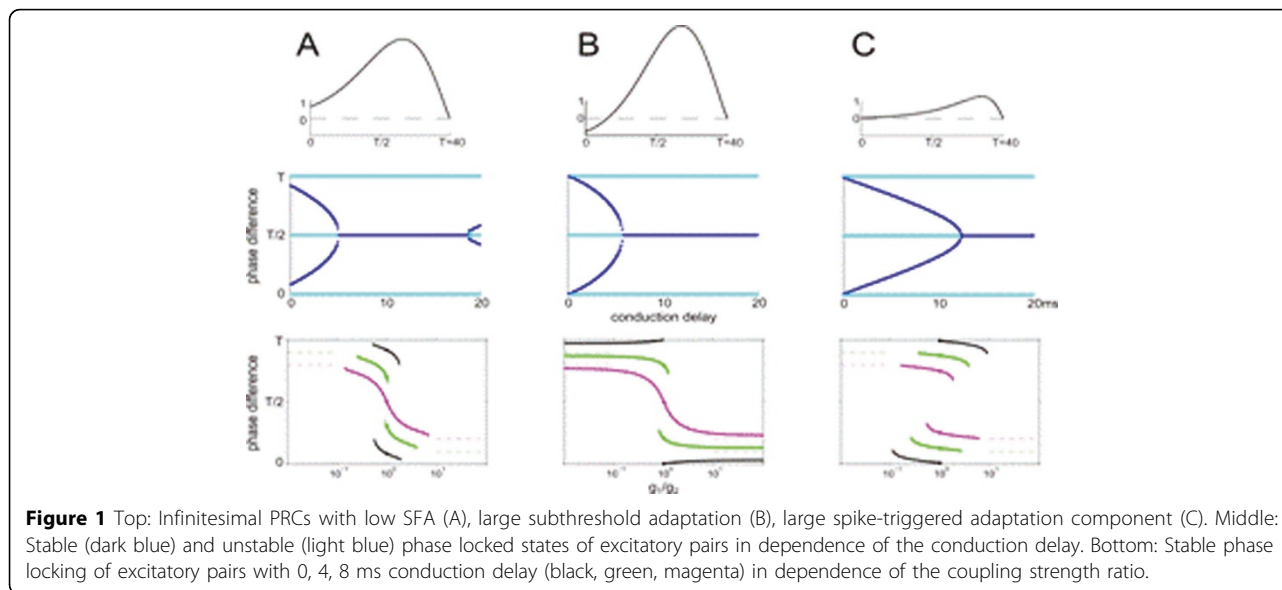 A B C
1
0
0 T/2 T=40
1
0
0 T/2 T=40
1
0
0 T/2 T=40
phase difference
T
T/2
0
0 10 20
0 10 20
conduction delay
0 10 20ms
phase difference
T
T/2
0
10⁻¹ 10⁰ 10¹
10⁻¹ 10⁰ 10¹
g₁/g₂
10⁻¹ 10⁰ 10¹
Figure 1 Top: Infinitesimal PRCs with low SFA (A), large subthreshold adaptation (B), large spike-triggered adaptation component (C). Middle:
Stable (dark blue) and unstable (light blue) phase locked states of excitatory pairs in dependence of the conduction delay. Bottom: Stable phase
locking of excitatory pairs with 0, 4, 8 ms conduction delay (black, green, magenta) in dependence of the coupling strength ratio.